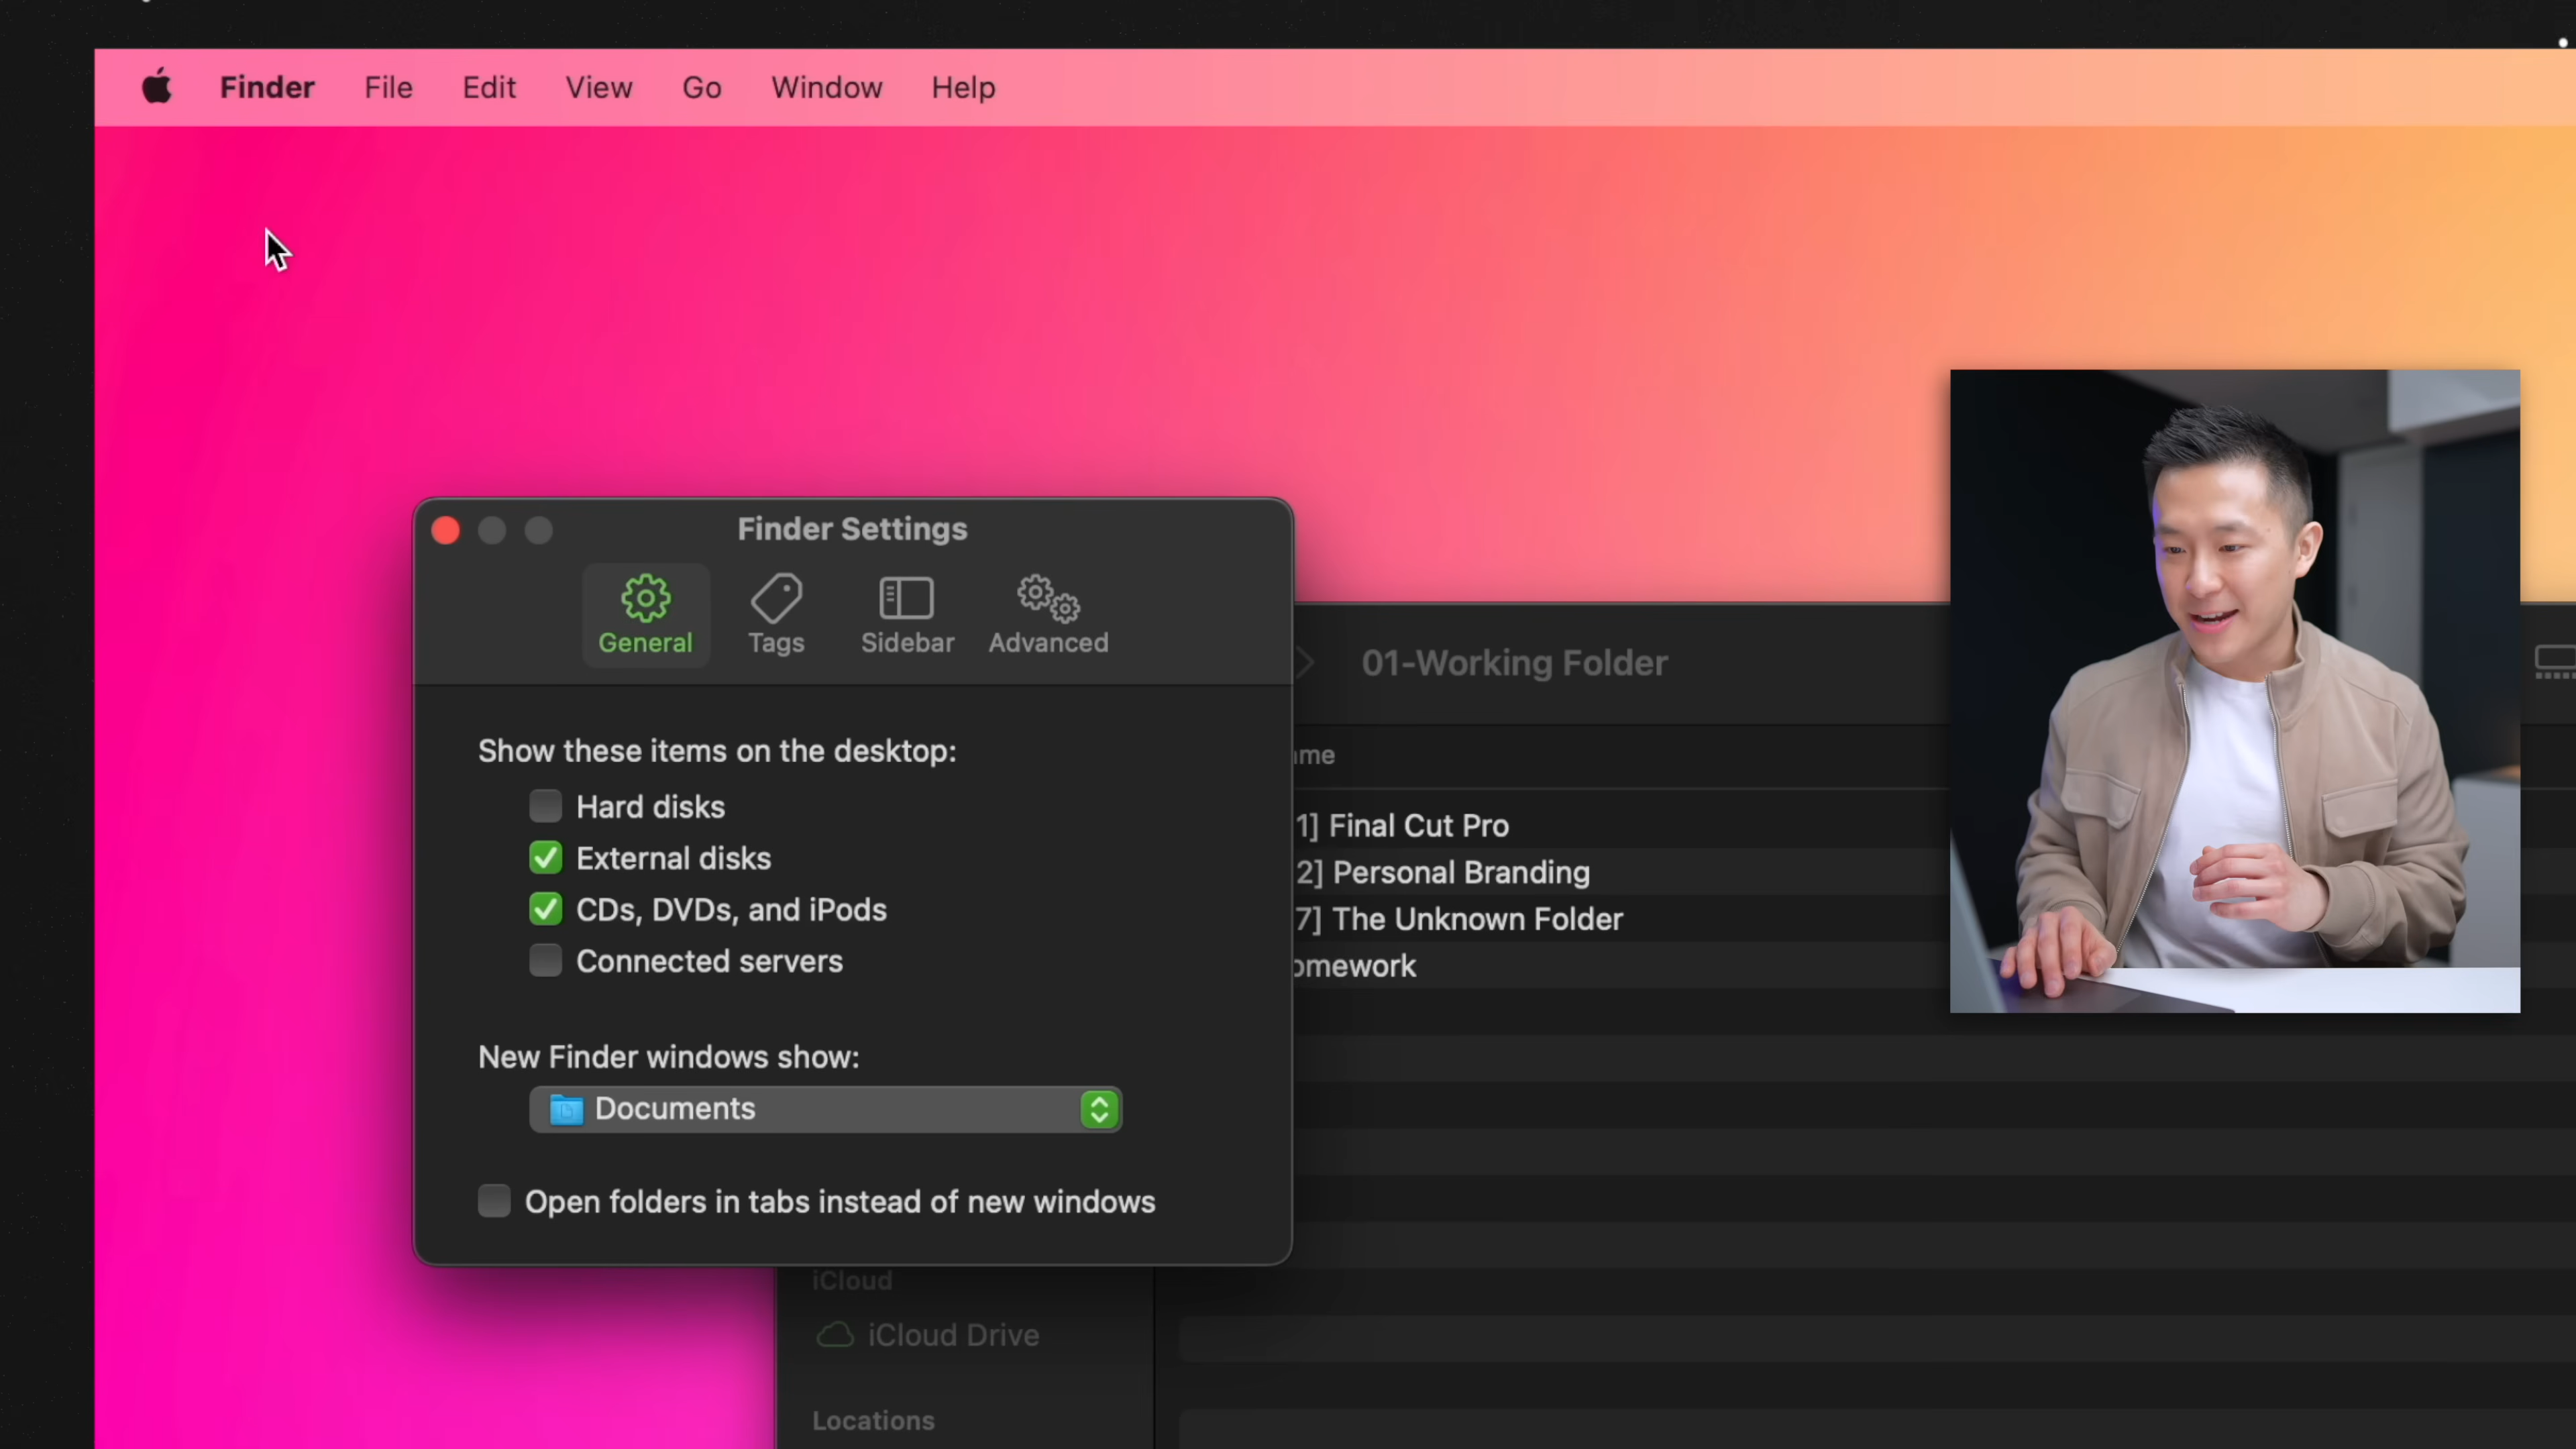 Finder File Edit View Go Window Help
Finder Settings
General Tags Sidebar Advanced
Show these items on the desktop:
Hard disks
External disks
CDs, DVDs, and iPods
Connected servers
New Finder windows show:
Documents
Open folders in tabs instead of new windows
01-Working Folder
ame
1] Final Cut Pro
2] Personal Branding
7] The Unknown Folder
omework
iCloud
iCloud Drive
Locations